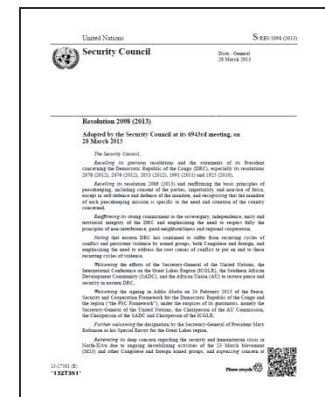 United Nations
S/RES/2098 (2013)
Security Council
Distr.: General
28 March 2013
Resolution 2098 (2013)
Adopted by the Security Council at its 6943rd meeting, on
28 March 2013
The Security Council,
Recalling its previous resolutions and the statements of its President
concerning the Democratic Republic of the Congo (DRC), especially its resolutions
2076 (2012), 2078 (2012), 2053 (2012), 1991 (2011) and 1925 (2010),
Recalling its resolution 2086 (2013) and reaffirming the basic principles of
peacekeeping, including consent of the parties, impartiality, and non-use of force,
except in self-defence and defence of the mandate, and recognizing that the mandate
of each peacekeeping mission is specific to the need and situation of the country
concerned,
Reaffirming its strong commitment to the sovereignty, independence, unity and
territorial integrity of the DRC and emphasizing the need to respect fully the
principles of non-interference, good-neighbourliness and regional cooperation,
Noting that eastern DRC has continued to suffer from recurring cycles of
conflict and persistent violence by armed groups, both Congolese and foreign, and
emphasizing the need to address the root causes of conflict to put an end to these
recurring cycles of violence,
Welcoming the efforts of the Secretary-General of the United Nations, the
International Conference on the Great Lakes Region (ICGLR), the Southern African
Development Community (SADC), and the African Union (AU) to restore peace and
security in eastern DRC,
Welcoming the signing in Addis Ababa on 24 February 2013 of the Peace,
Security and Cooperation Framework for the Democratic Republic of the Congo and
the region ("the PSC Framework"), under the auspices of its guarantors, namely the
Secretary-General of the United Nations, the Chairperson of the AU Commission,
the Chairperson of the SADC and Chairperson of the ICGLR,
Further welcoming the designation by the Secretary-General of President Mary
Robinson as his Special Envoy for the Great Lakes region,
Reiterating its deep concern regarding the security and humanitarian crisis in
North Kivu due to ongoing destabilizing activities of the 23 March Movement
(M23) and other Congolese and foreign armed groups, and expressing concern at
13-27381 (E)
*1327381*
Please recycle